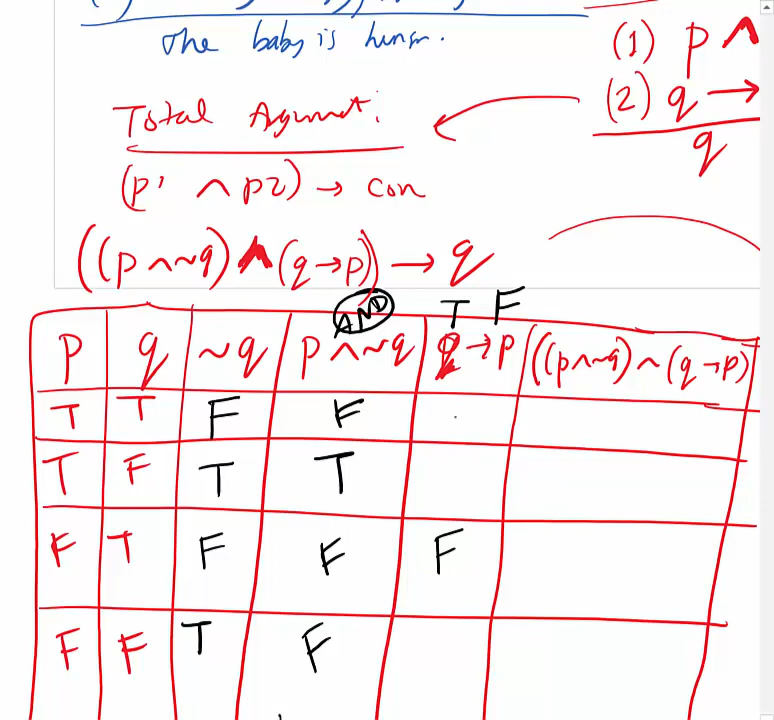 The baby is hungr.
(1) p ∧
(2) q →
q
Total Argumnt:
(p1 ∧ p2) → con
((p ∧ ~q) ∧ (q → p)) → q
AND T F
p q ~q p ∧ ~q q → p ((p ∧ ~q) ∧ (q → p)
T T F F
T F T T
F T F F F
F F T F